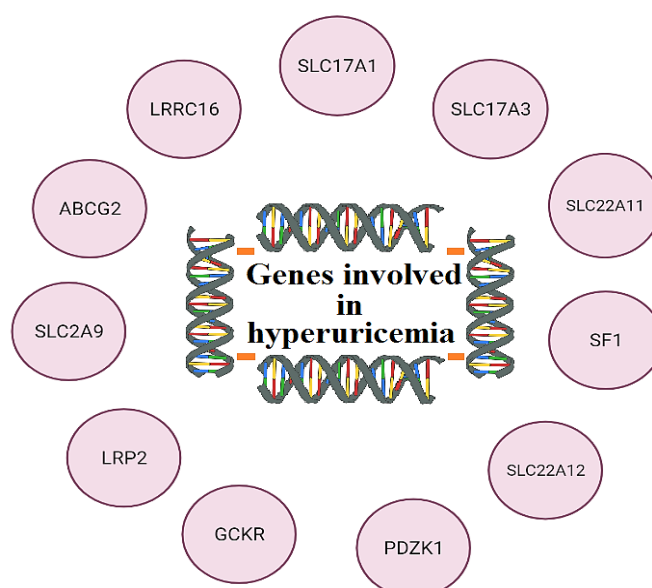 SLC17A1
SLC17A3
LRRC16
SLC22A11
ABCG2
Genes involved
in
hyperuricemia
SLC2A9
SF1
LRP2
SLC22A12
GCKR
PDZK1